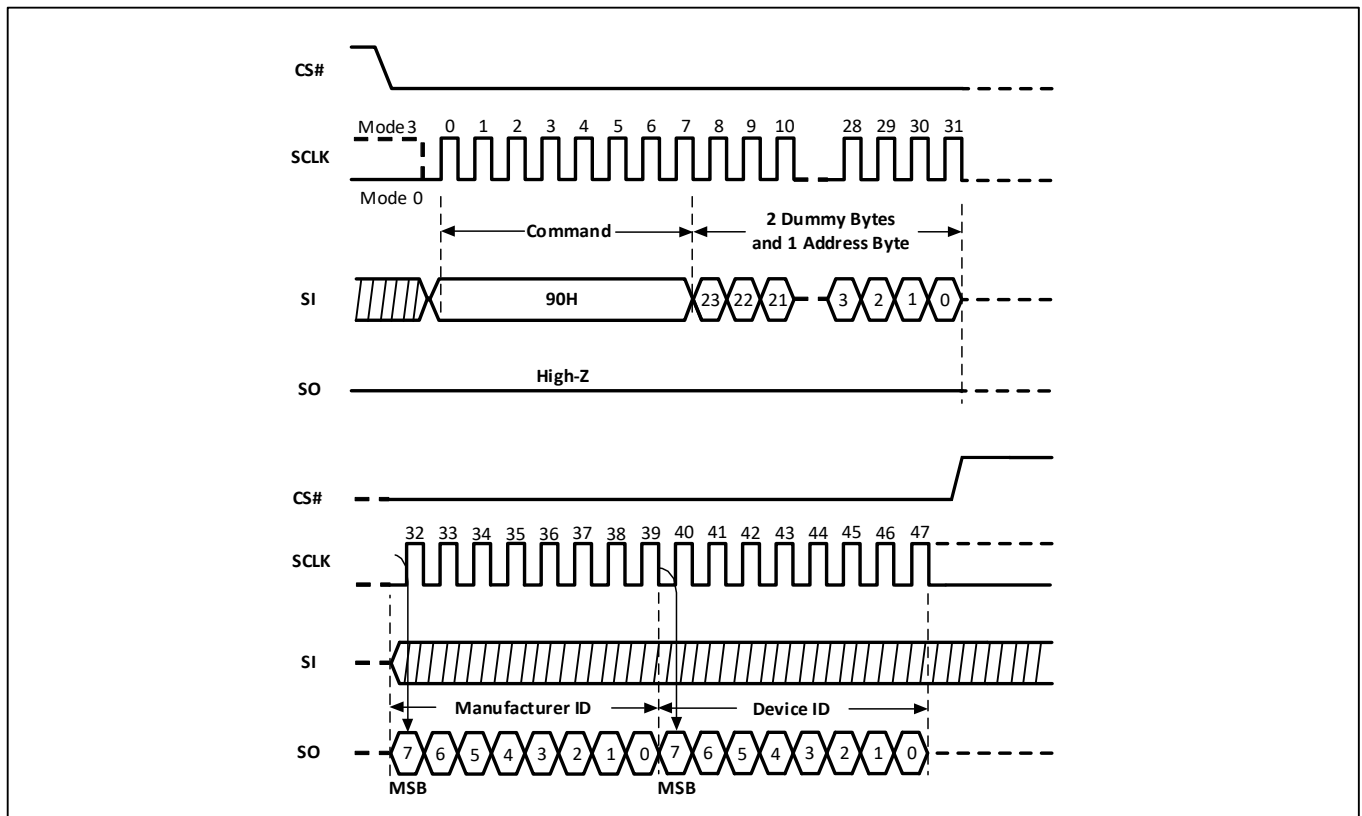 CS#
Mode 3 0 1 2 3 4 5 6 7 8 9 10 28 29 30 31
SCLK
Mode 0
Command
2 Dummy Bytes
and 1 Address Byte
SI 90H 23 22 21 3 2 1 0
High-Z
SO
CS#
32 33 34 35 36 37 38 39 40 41 42 43 44 45 46 47
SCLK
SI
Manufacturer ID Device ID
SO 7 6 5 4 3 2 1 0 7 6 5 4 3 2 1 0
MSB MSB